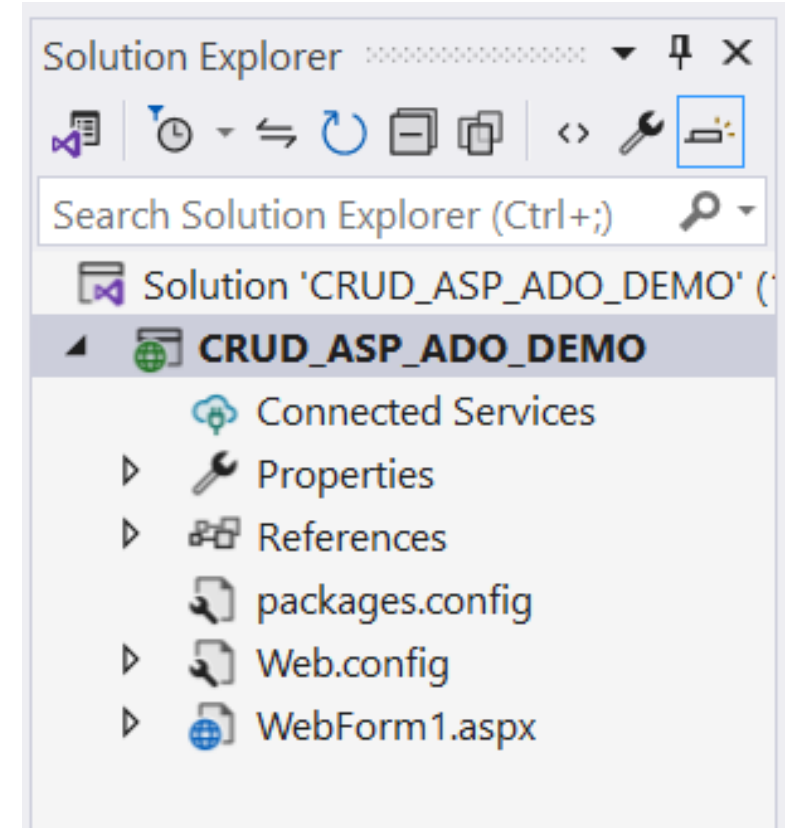 Solution Explorer
Search Solution Explorer (Ctrl+;)
Solution 'CRUD_ASP_ADO_DEMO' (
CRUD_ASP_ADO_DEMO
Connected Services
Properties
References
packages.config
Web.config
WebForm1.aspx